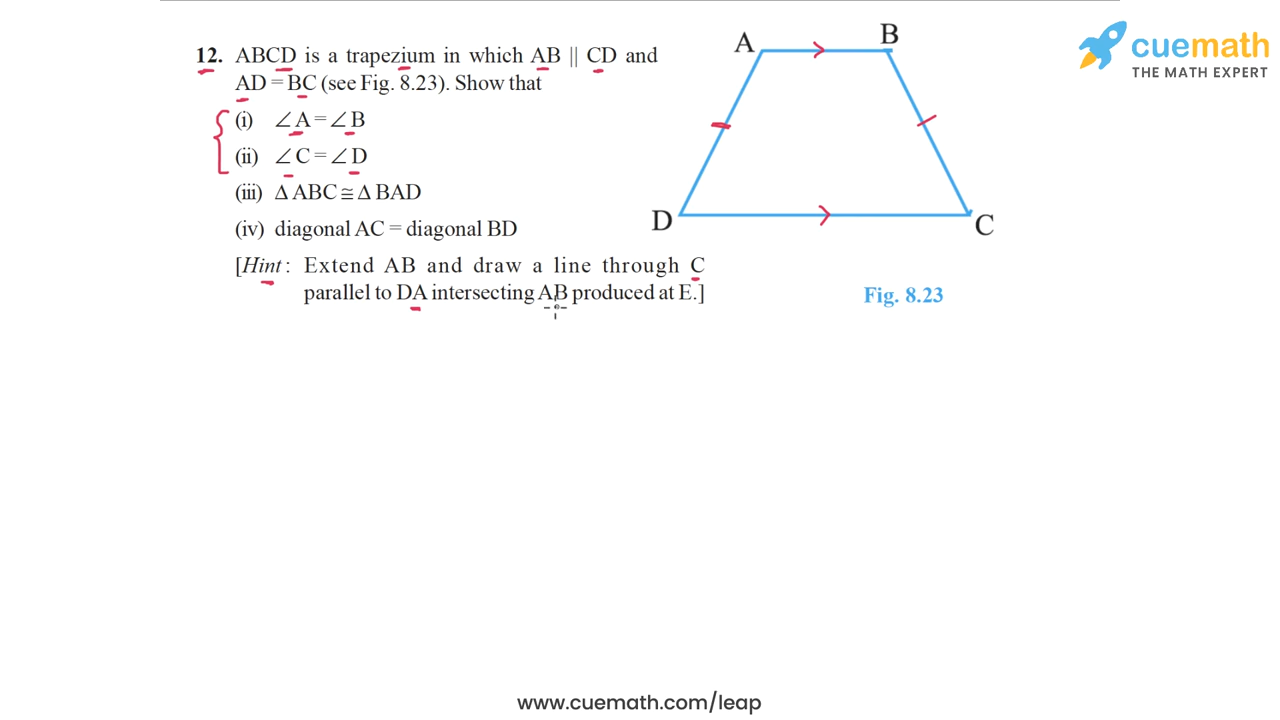 12. ABCD is a trapezium in which AB || CD and
AD = BC (see Fig. 8.23). Show that
(i) ∠A = ∠B
(ii) ∠C = ∠D
(iii) Δ ABC ≅ Δ BAD
(iv) diagonal AC = diagonal BD
[Hint : Extend AB and draw a line through C
parallel to DA intersecting AB produced at E.]
A
B
D
C
Fig. 8.23
cuemath
THE MATH EXPERT
www.cuemath.com/leap